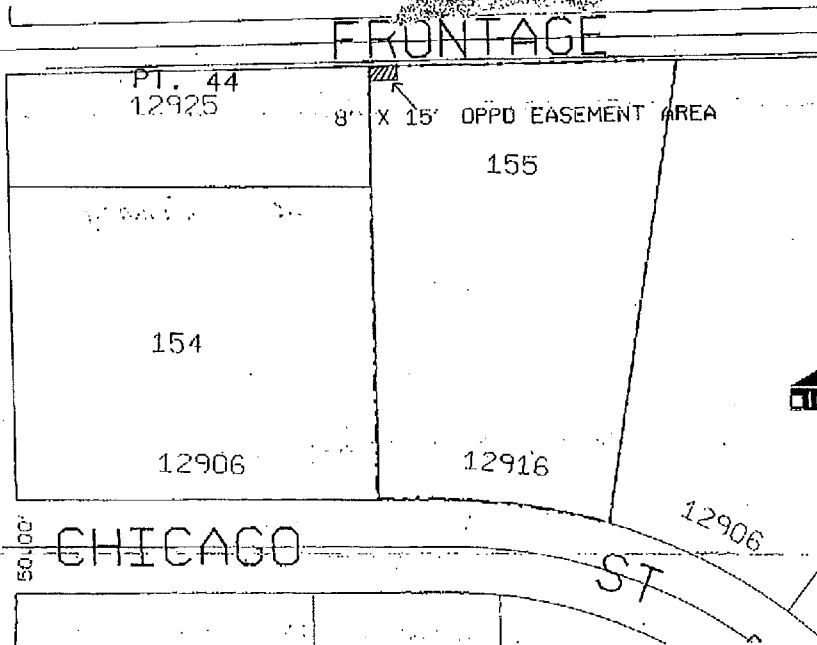 FRONTAGE
PT. 44
12925
8' X 15' OPPD EASEMENT AREA
155
154
12906
12916
12906
50.00'
CHICAGO ST